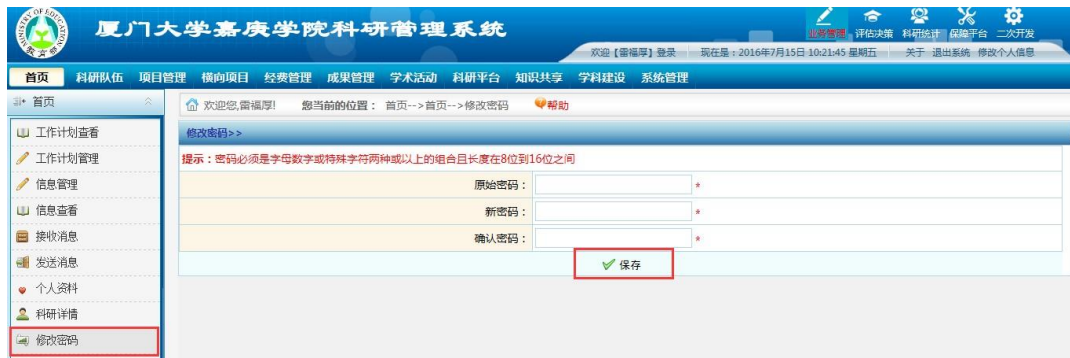 MINISTRY OF EDUCATION
教育部
厦门大学嘉庚学院科研管理系统
业务管理 评估决策 科研统计 保障平台 二次开发
欢迎【雷福厚】登录 现在是：2016年7月15日 10:21:45 星期五 关于 退出系统 修改个人信息
首页 科研队伍 项目管理 横向项目 经费管理 成果管理 学术活动 科研平台 知识共享 学科建设 系统管理
首页
欢迎您,雷福厚! 您当前的位置： 首页-->首页-->修改密码 帮助
工作计划查看
修改密码>>
工作计划管理
提示：密码必须是字母数字或特殊字符两种或以上的组合且长度在8位到16位之间
信息管理
原始密码： *
信息查看
新密码： *
接收消息
确认密码： *
发送消息
保存
个人资料
科研详情
修改密码